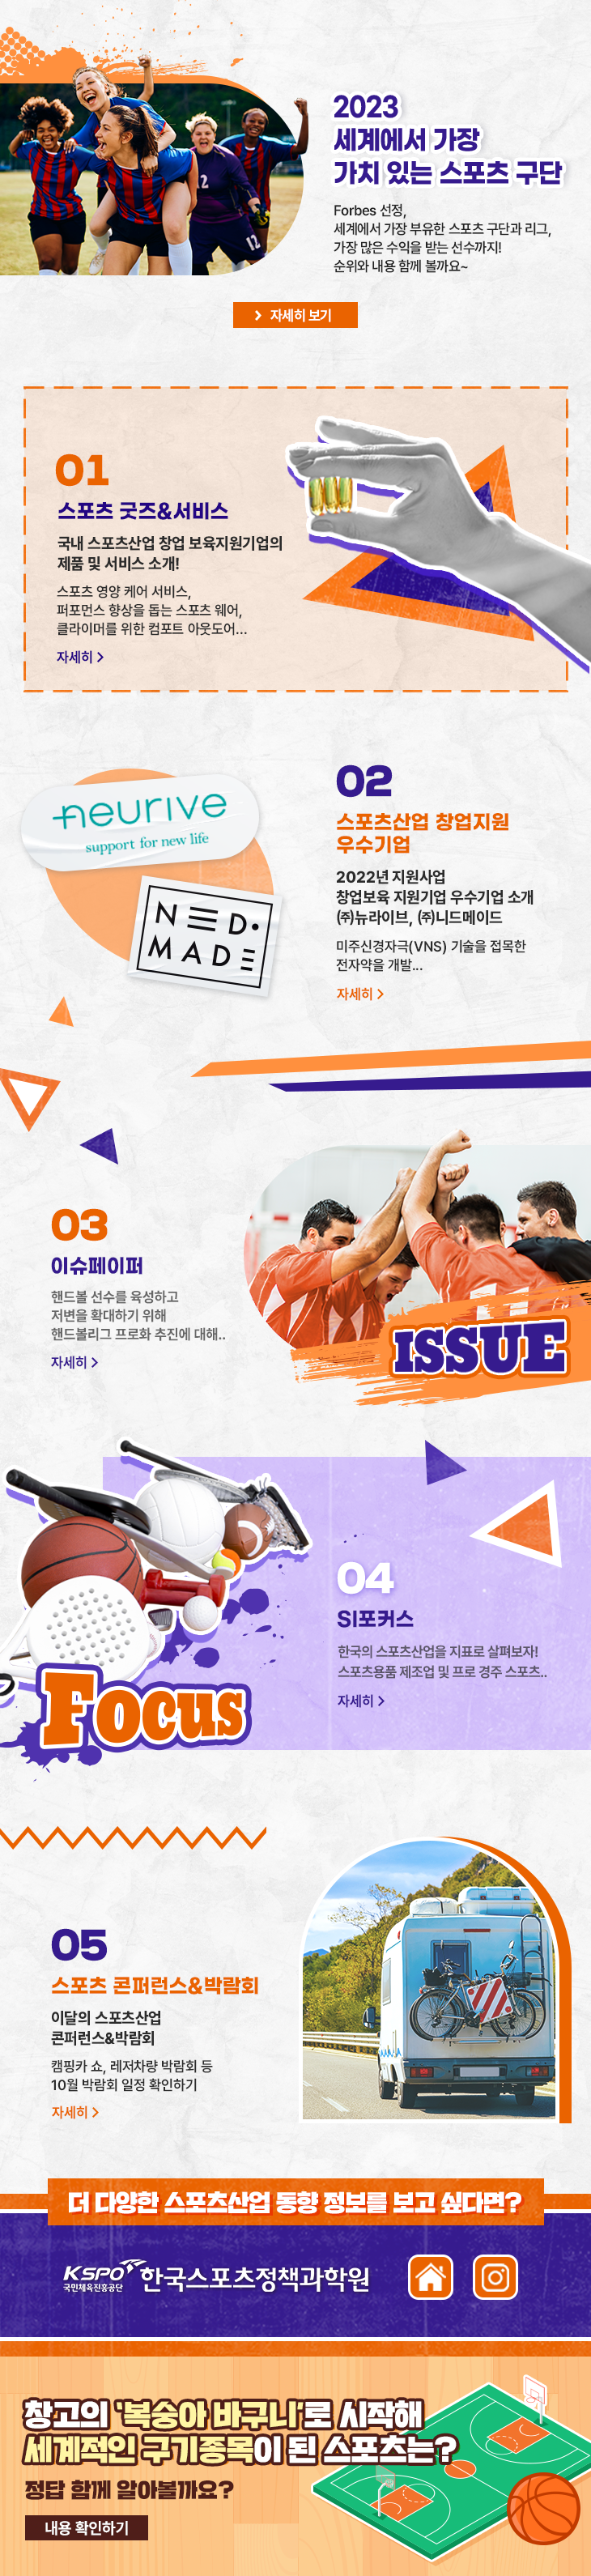 2023
세계에서 가장
가치 있는 스포츠 구단
Forbes 선정,
세계에서 가장 부유한 스포츠 구단과 리그,
가장 많은 수익을 받는 선수까지!
순위와 내용 함께 볼까요~
자세히 보기
01
스포츠 굿즈&서비스
국내 스포츠산업 창업 보육지원기업의
제품 및 서비스 소개!
스포츠 영양 케어 서비스,
퍼포먼스 향상을 돕는 스포츠 웨어,
클라이머를 위한 컴포트 아웃도어...
자세히 >
neurive
support for new life
NΞD·
MADΞ
02
스포츠산업 창업지원
우수기업
2022년 지원사업
창업보육 지원기업 우수기업 소개
㈜뉴라이브, ㈜니드메이드
미주신경자극(VNS) 기술을 접목한
전자약을 개발...
자세히 >
03
이슈페이퍼
핸드볼 선수를 육성하고
저변을 확대하기 위해
핸드볼리그 프로화 추진에 대해..
자세히 >
ISSUE
04
SI포커스
한국의 스포츠산업을 지표로 살펴보자!
스포츠용품 제조업 및 프로 경주 스포츠..
자세히 >
Focus
05
스포츠 콘퍼런스&박람회
이달의 스포츠산업
콘퍼런스&박람회
캠핑카 쇼, 레저차량 박람회 등
10월 박람회 일정 확인하기
자세히 >
더 다양한 스포츠산업 동향 정보를 보고 싶다면?
KSPO
국민체육진흥공단
한국스포츠정책과학원
창고의 '복숭아 바구니'로 시작해
세계적인 구기종목이 된 스포츠는?
정답 함께 알아볼까요?
내용 확인하기